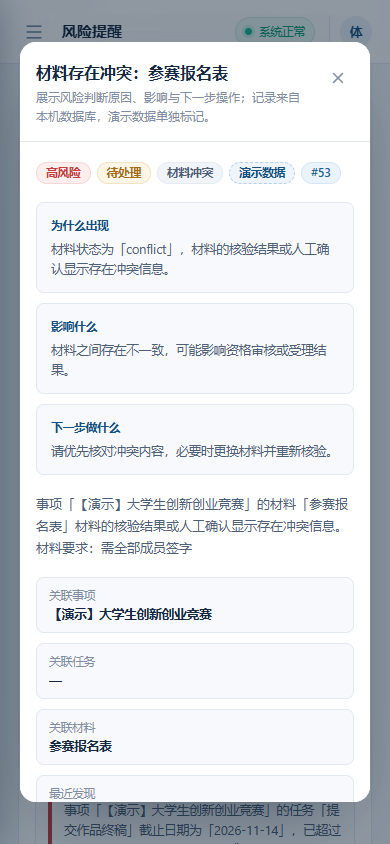 风险提醒
系统正常
体
材料存在冲突：参赛报名表
展示风险判断原因、影响与下一步操作；记录来自
本机数据库，演示数据单独标记。
高风险
待处理
材料冲突
演示数据
#53
为什么出现
材料状态为「conflict」，材料的核验结果或人工确
认显示存在冲突信息。
影响什么
材料之间存在不一致，可能影响资格审核或受理结
果。
下一步做什么
请优先核对冲突内容，必要时更换材料并重新核验。
事项「【演示】大学生创新创业竞赛」的材料「参赛报
名表」材料的核验结果或人工确认显示存在冲突信息。
材料要求：需全部成员签字
关联事项
【演示】大学生创新创业竞赛
关联任务
—
关联材料
参赛报名表
最近发现
事项「【演示】大学生创新创业竞赛」的任务「提
交作品终稿」截止日期为「2026-11-14」，已超过